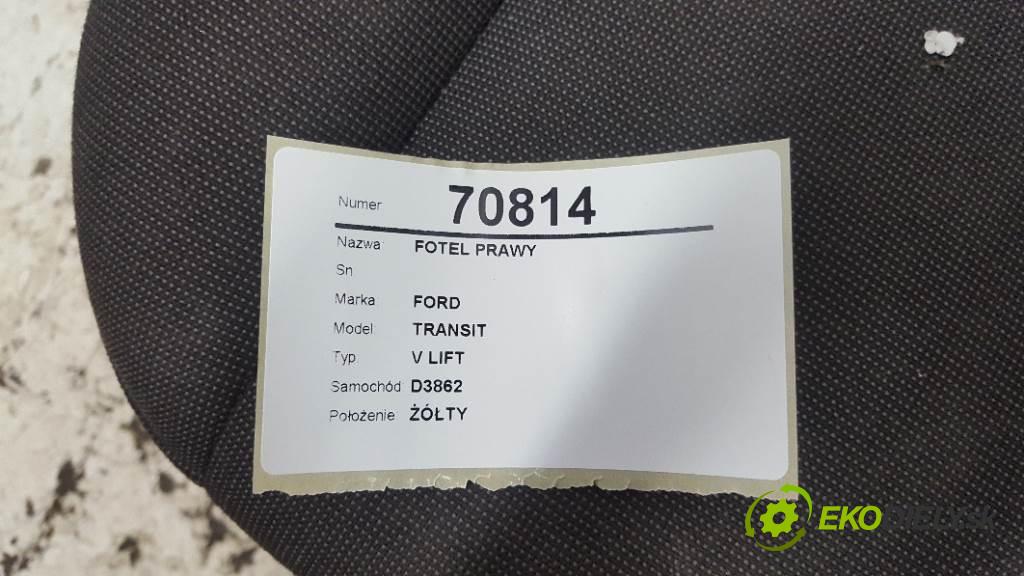 Numer 70814
Nazwa FOTEL PRAWY
Sn
Marka FORD
Model TRANSIT
Typ V LIFT
Samochód D3862
Położenie ŻÓŁTY
EKO